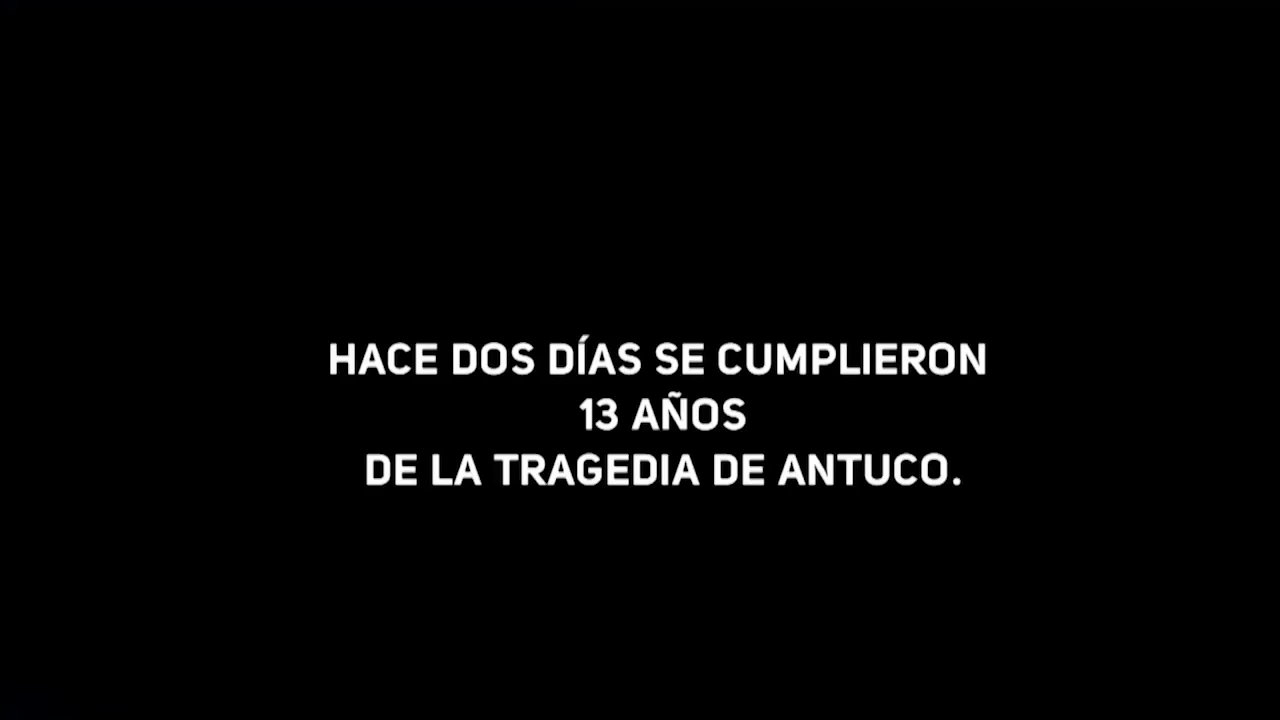 HACE DOS DÍAS SE CUMPLIERON
13 AÑOS
DE LA TRAGEDIA DE ANTUCO.